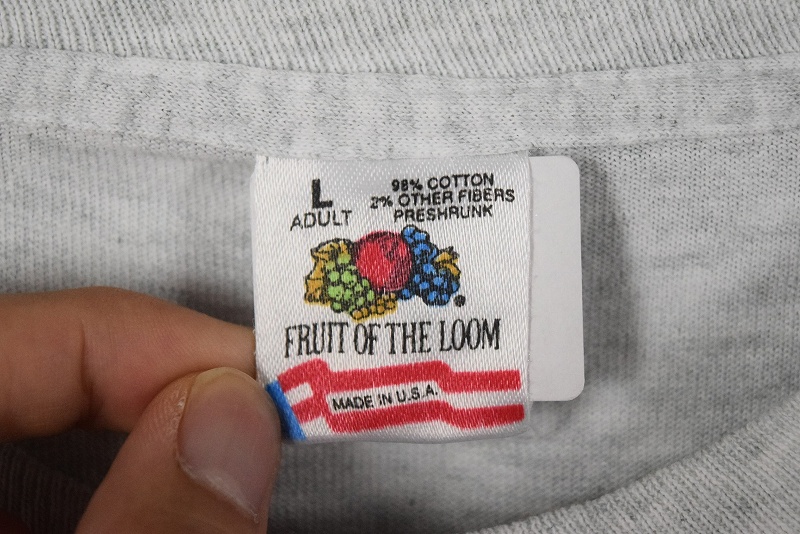 L
ADULT
98% COTTON
2% OTHER FIBERS
PRESHRUNK
FRUIT OF THE LOOM
MADE IN U.S.A.